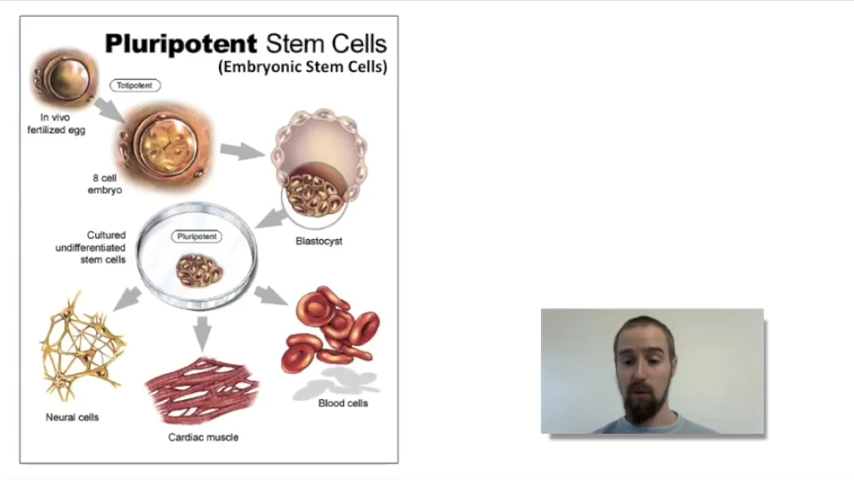 Pluripotent Stem Cells
(Embryonic Stem Cells)
Totipotent
In vivo
fertilized egg
8 cell
embryo
Blastocyst
Cultured
undifferentiated
stem cells
Pluripotent
Neural cells
Cardiac muscle
Blood cells